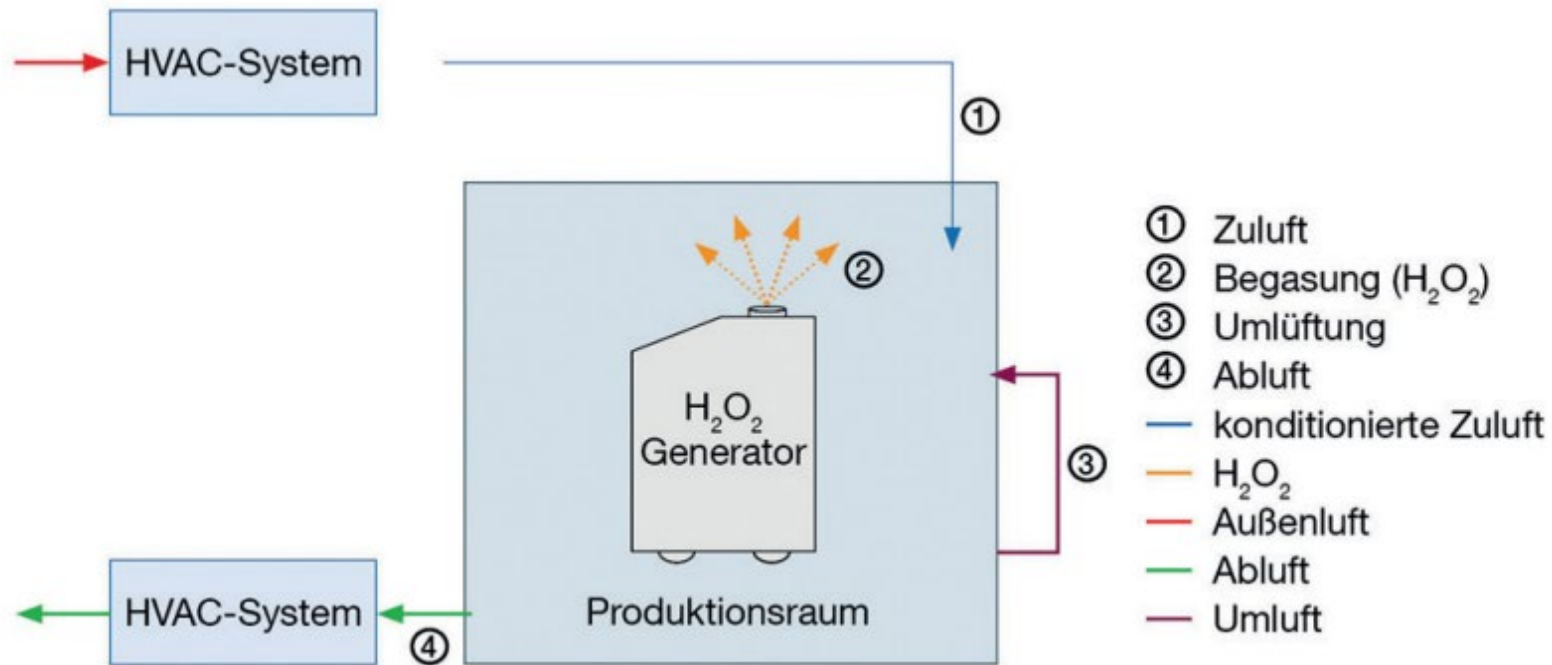 HVAC-System
①
②
H₂O₂
Generator
③
Produktionsraum
HVAC-System
④
① Zuluft
② Begasung (H₂O₂)
③ Umlüftung
④ Abluft
konditionierte Zuluft
H₂O₂
Außenluft
Abluft
Umluft